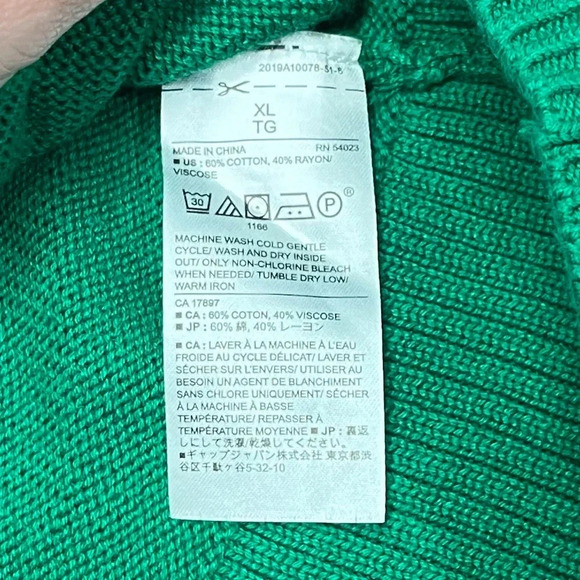 2019A10078-51-6
XL
TG
MADE IN CHINA RN 54023
■ US : 60% COTTON, 40% RAYON/
VISCOSE
30 P ®
1166
MACHINE WASH COLD GENTLE
CYCLE/ WASH AND DRY INSIDE
OUT/ ONLY NON-CHLORINE BLEACH
WHEN NEEDED/ TUMBLE DRY LOW/
WARM IRON
CA 17897
■ CA : 60% COTON, 40% VISCOSE
■ JP : 60% 綿, 40% レーヨン
■ CA : LAVER À LA MACHINE À L'EAU
FROIDE AU CYCLE DÉLICAT/ LAVER ET
SÉCHER SUR L'ENVERS/ UTILISER AU
BESOIN UN AGENT DE BLANCHIMENT
SANS CHLORE UNIQUEMENT/ SÉCHER
À LA MACHINE À BASSE
TEMPÉRATURE/ REPASSER À
TEMPÉRATURE MOYENNE ■ JP : 裏返
しにして洗濯/乾燥してください。
■ギャップジャパン株式会社 東京都渋
谷区千駄ヶ谷5-32-10